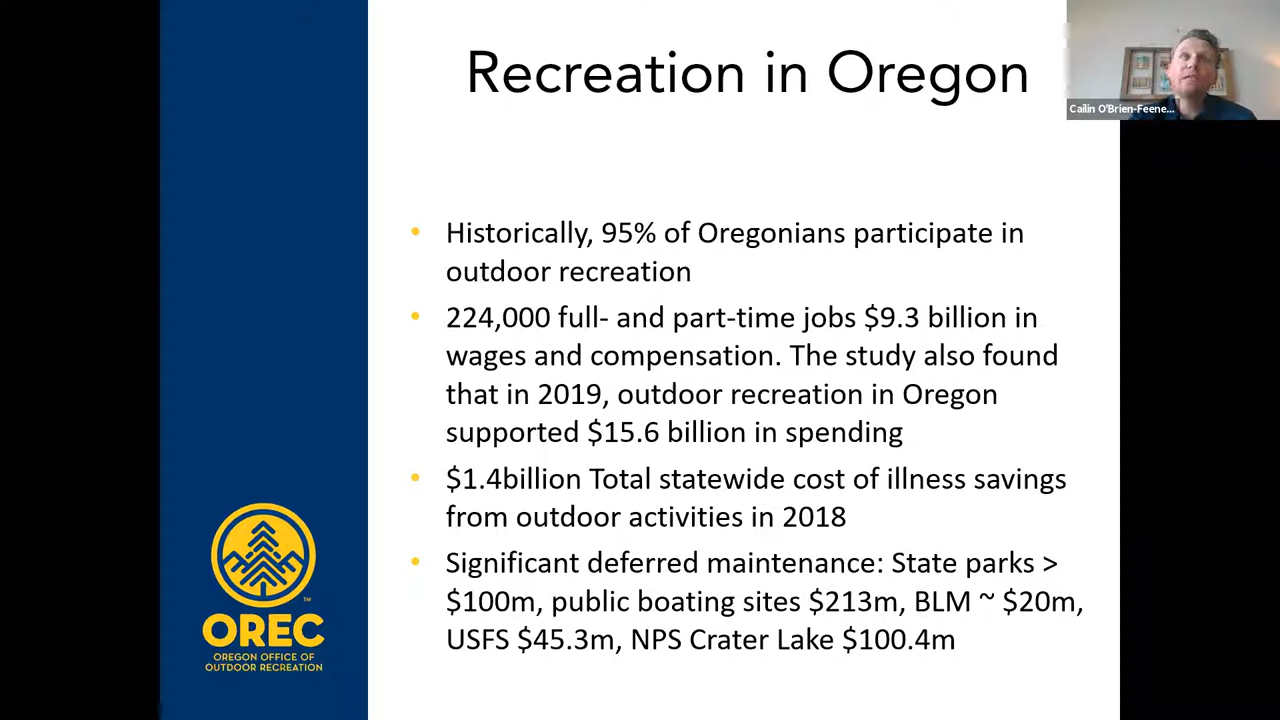 Recreation in Oregon
Cailin O'Brien-Feene...
• Historically, 95% of Oregonians participate in
outdoor recreation
• 224,000 full- and part-time jobs $9.3 billion in
wages and compensation. The study also found
that in 2019, outdoor recreation in Oregon
supported $15.6 billion in spending
• $1.4billion Total statewide cost of illness savings
from outdoor activities in 2018
• Significant deferred maintenance: State parks >
$100m, public boating sites $213m, BLM ~ $20m,
USFS $45.3m, NPS Crater Lake $100.4m
TM
OREC
OREGON OFFICE OF
OUTDOOR RECREATION